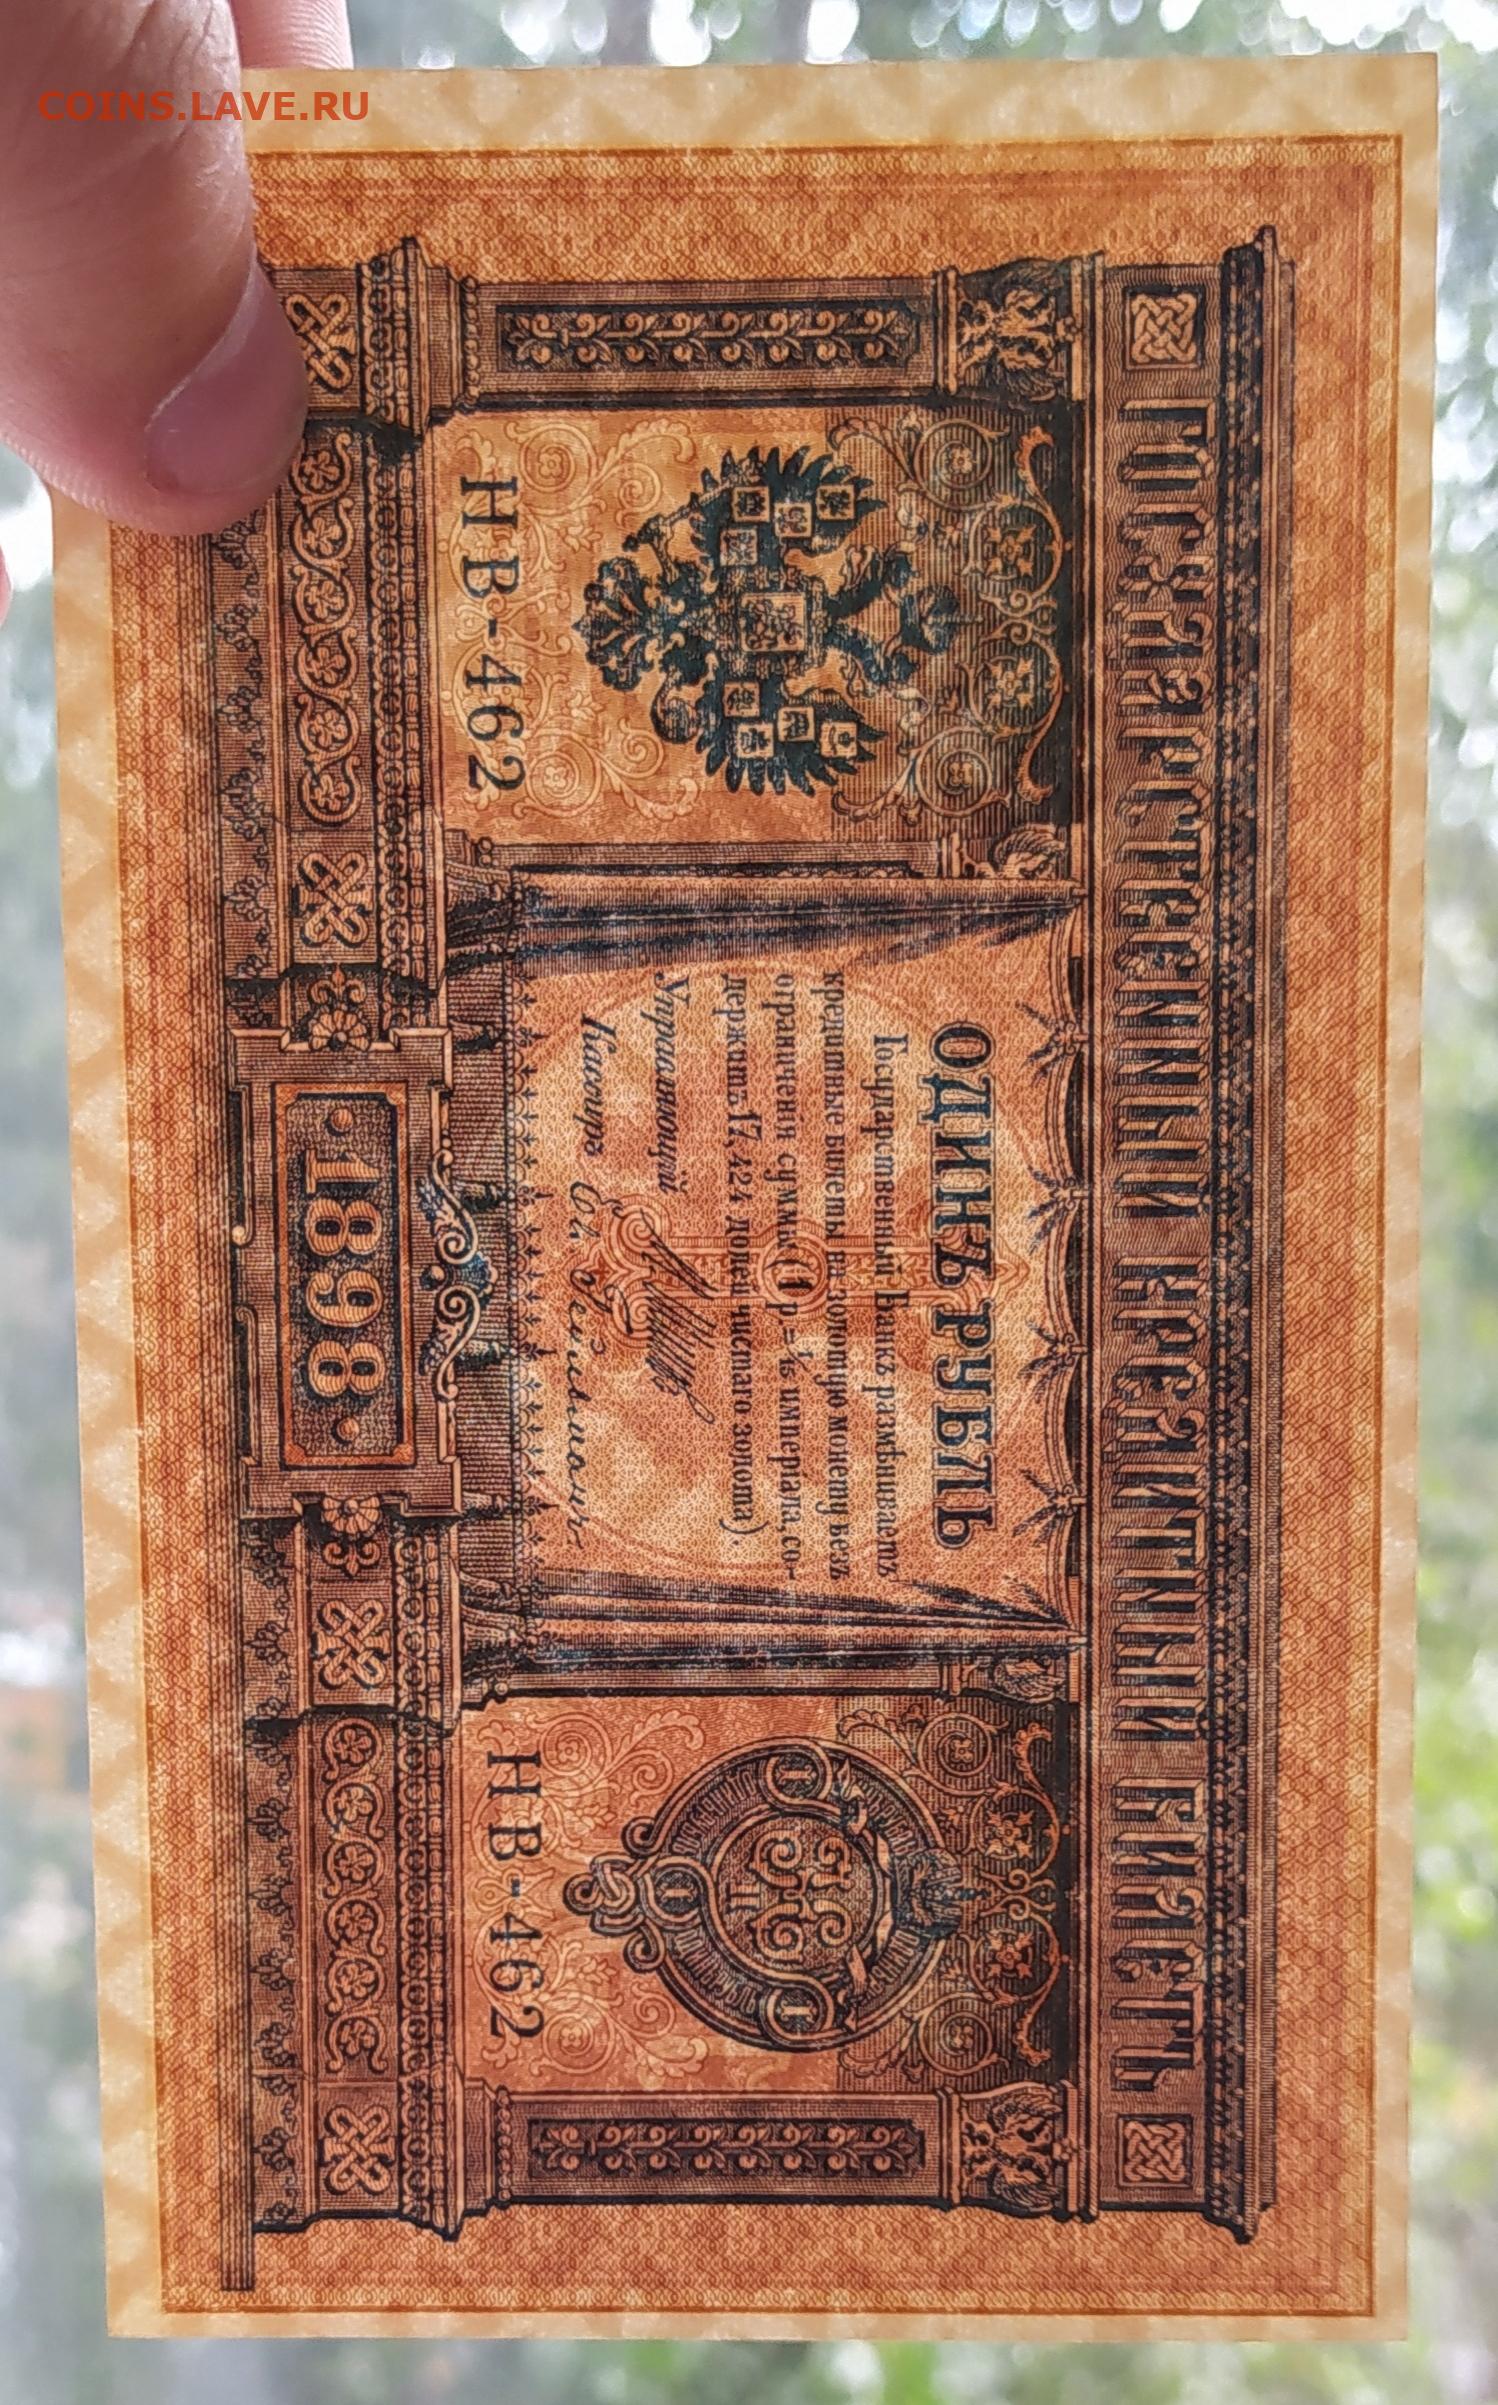 COINS.LAVE.RU
ГОСУДАРСТВЕННЫЙ КРЕДИТНЫЙ БИЛЕТЪ
ОДИНЪ РУБЛЬ
Государственный Банкъ размѣниваетъ
кредитные билеты на золотую монету безъ
ограниченія суммы (1 р. = 1/15 имперіала, со-
держитъ 17,424 долей чистаго золота).
Управляющій
Кассиръ
НВ-462
НВ-462
1898